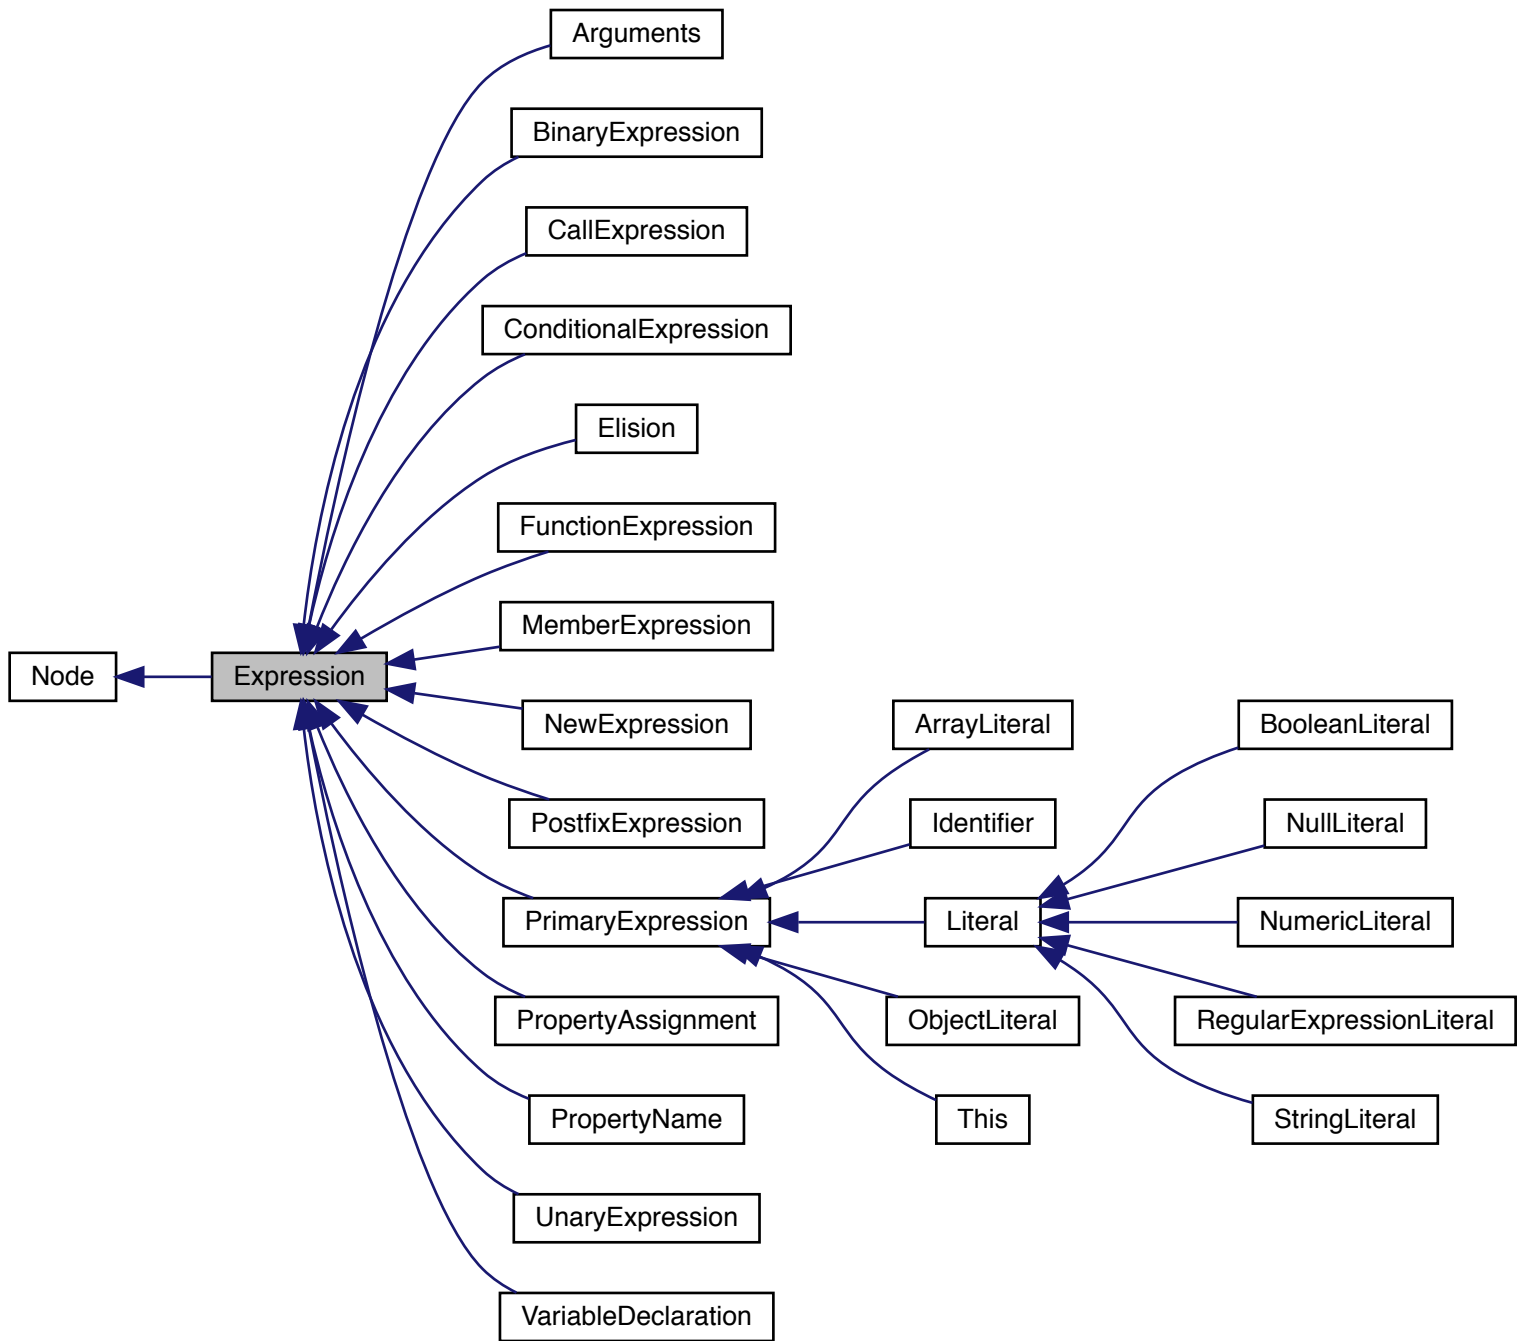 Arguments
BinaryExpression
CallExpression
ConditionalExpression
Elision
FunctionExpression
MemberExpression
Node
Expression
NewExpression
ArrayLiteral
BooleanLiteral
PostfixExpression
Identifier
NullLiteral
PrimaryExpression
Literal
NumericLiteral
PropertyAssignment
ObjectLiteral
RegularExpressionLiteral
PropertyName
This
StringLiteral
UnaryExpression
VariableDeclaration